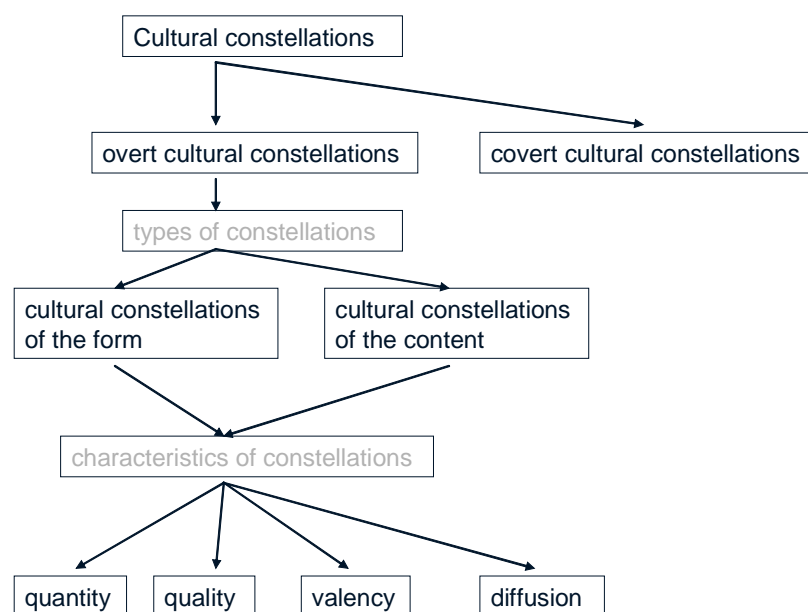 Cultural constellations
overt cultural constellations
covert cultural constellations
types of constellations
cultural constellations
of the form
cultural constellations
of the content
characteristics of constellations
quantity
quality
valency
diffusion